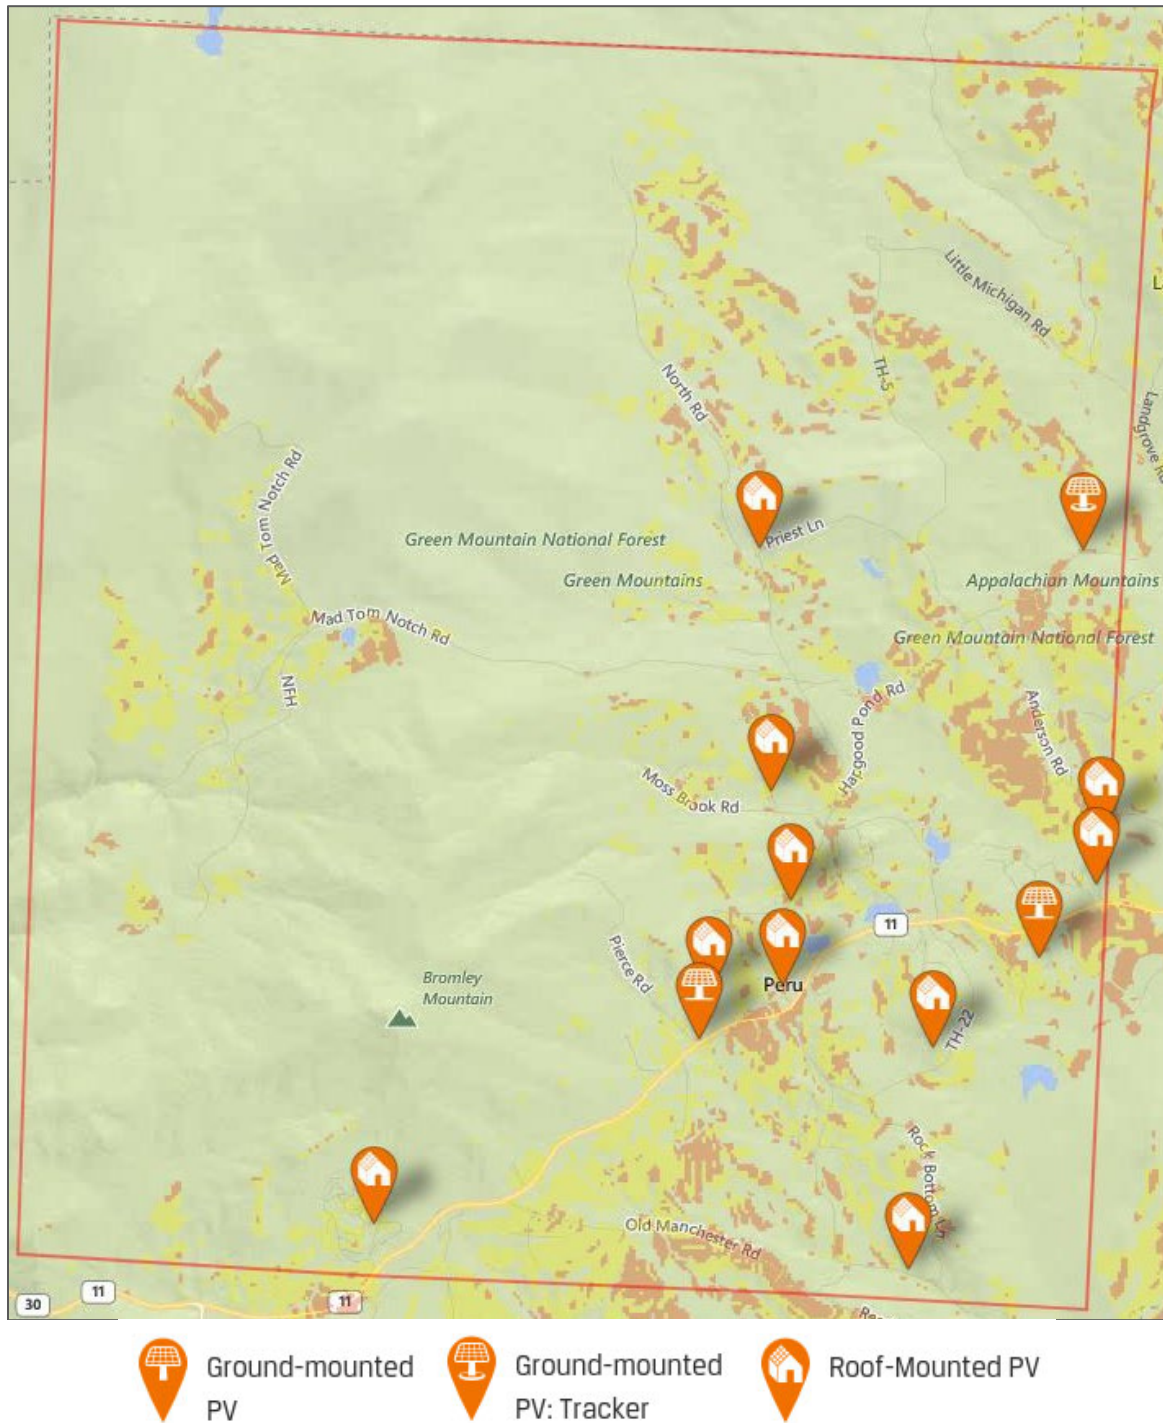 Little Michigan Rd
L
TH-5
North Rd
Landgrove Rd
Mad Tom Notch Rd
Priest Ln
Green Mountain National Forest
Green Mountains
Appalachian Mountains
Mad Tom Notch Rd
Green Mountain National Forest
NFH
Hapgood Pond Rd
Anderson Rd
Moss Brook Rd
11
Pierce Rd
Bromley
Mountain
Peru
TH-22
Rock Bottom Ln
Old Manchester Rd
11
11
30
Ground-mounted
PV
Ground-mounted
PV: Tracker
Roof-Mounted PV